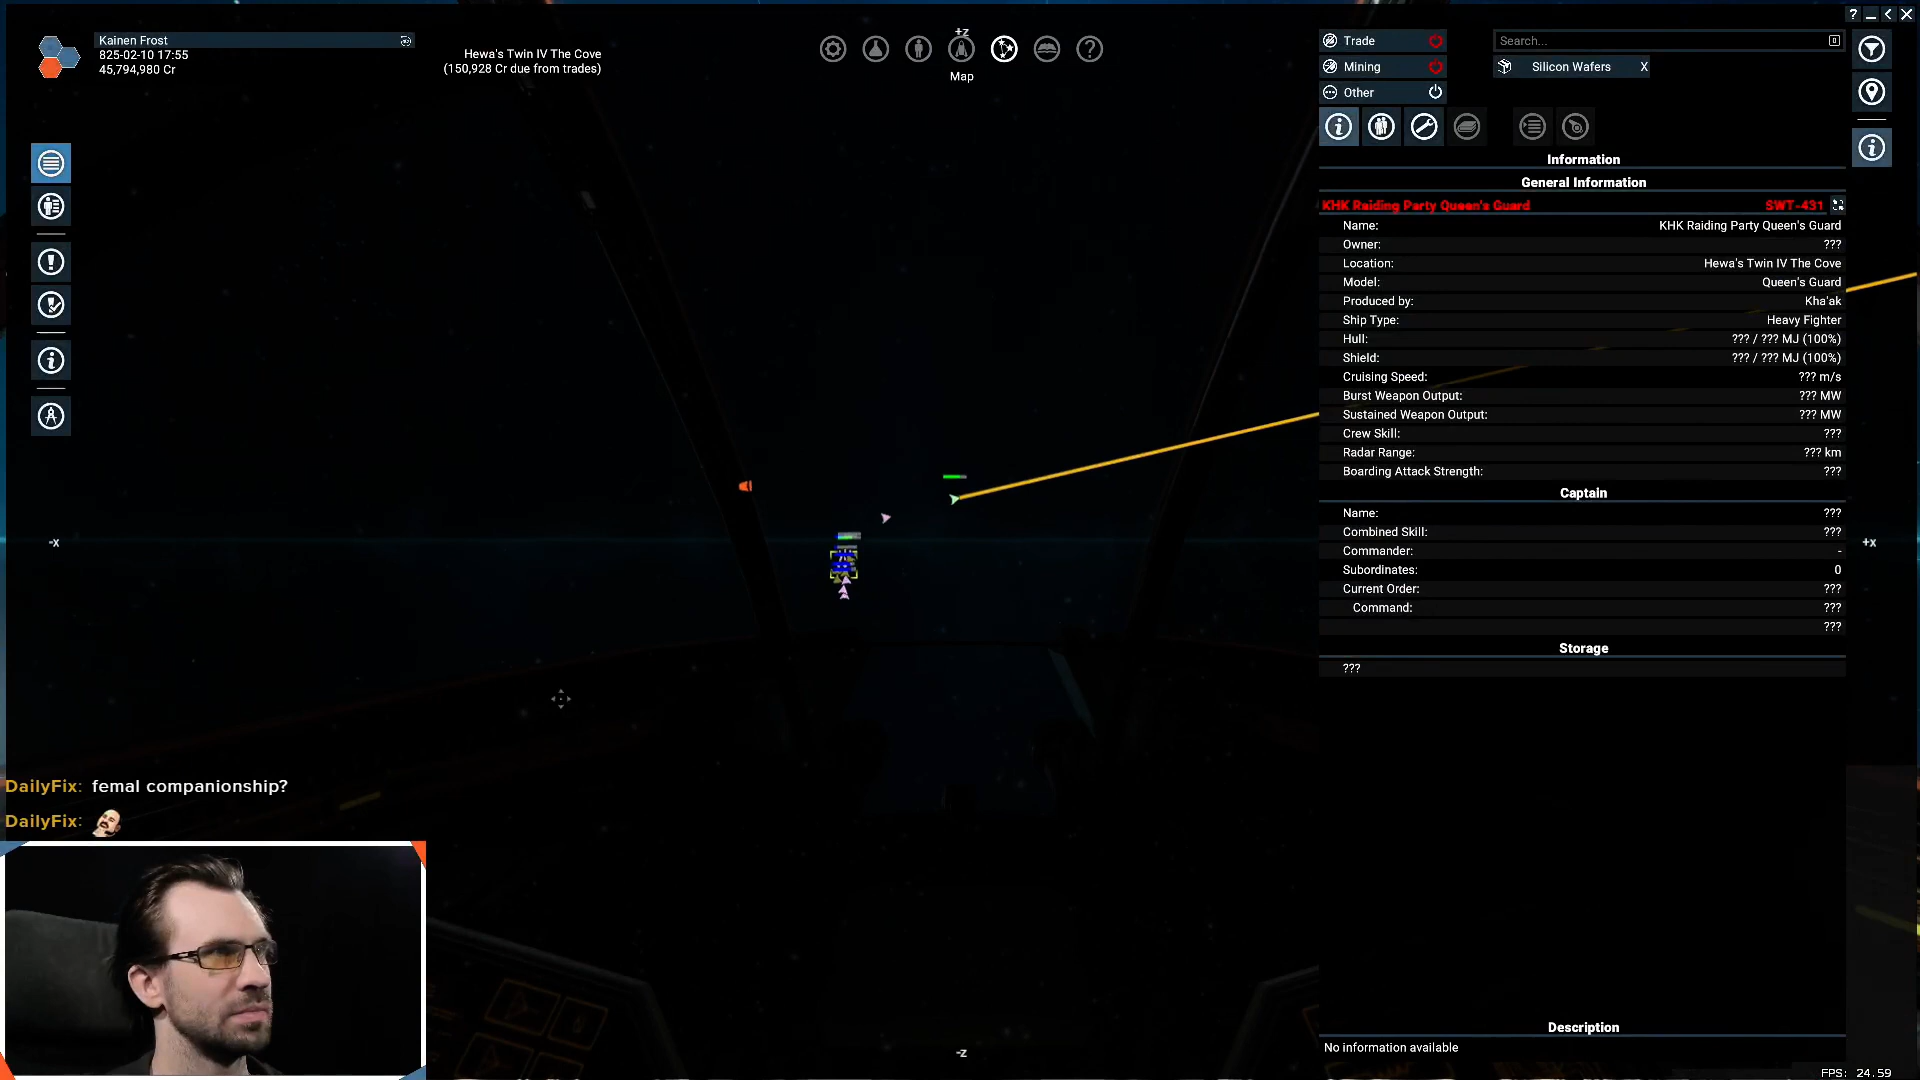 Kainen Frost
825-02-10 17:55
45,794,980 Cr
Hewa's Twin IV The Cove
(150,928 Cr due from trades)
+z
Map
Trade
Mining
Other
Search...
Silicon Wafers X
Information
General Information
KHK Raiding Party Queen's Guard SWT-431
Name: KHK Raiding Party Queen's Guard
Owner: ???
Location: Hewa's Twin IV The Cove
Model: Queen's Guard
Produced by: Kha'ak
Ship Type: Heavy Fighter
Hull: ??? / ??? MJ (100%)
Shield: ??? / ??? MJ (100%)
Cruising Speed: ??? m/s
Burst Weapon Output: ??? MW
Sustained Weapon Output: ??? MW
Crew Skill: ???
Radar Range: ??? km
Boarding Attack Strength: ???
Captain
Name: ???
Combined Skill: ???
Commander: -
Subordinates: 0
Current Order: ???
Command: ???
???
Storage
???
-x
+x
DailyFix: femal companionship?
DailyFix:
-z
Description
No information available
FPS: 24.59